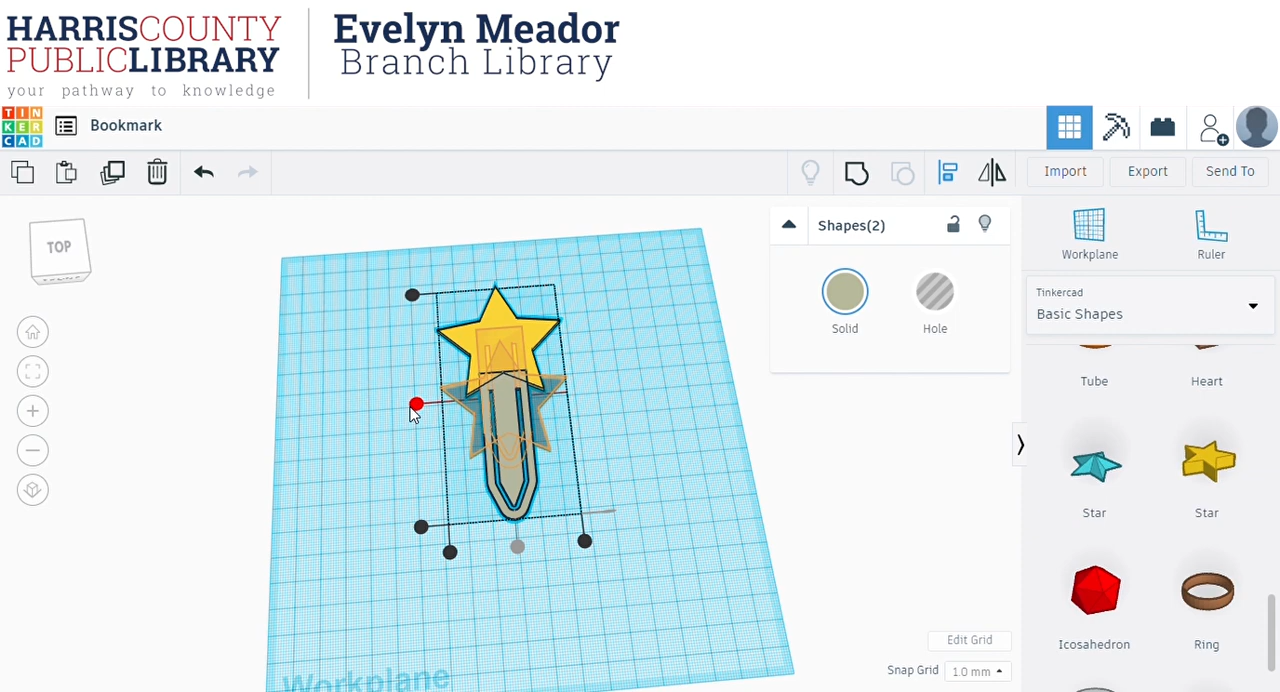 HARRISCOUNTY
PUBLICLIBRARY
your pathway to knowledge
Evelyn Meador
Branch Library
TIN
KER
CAD
Bookmark
Import
Export
Send To
TOP
Shapes(2)
Solid
Hole
Workplane
Ruler
Tinkercad
Basic Shapes
Tube
Heart
Star
Star
Icosahedron
Ring
Edit Grid
Snap Grid
1.0 mm
Workplane